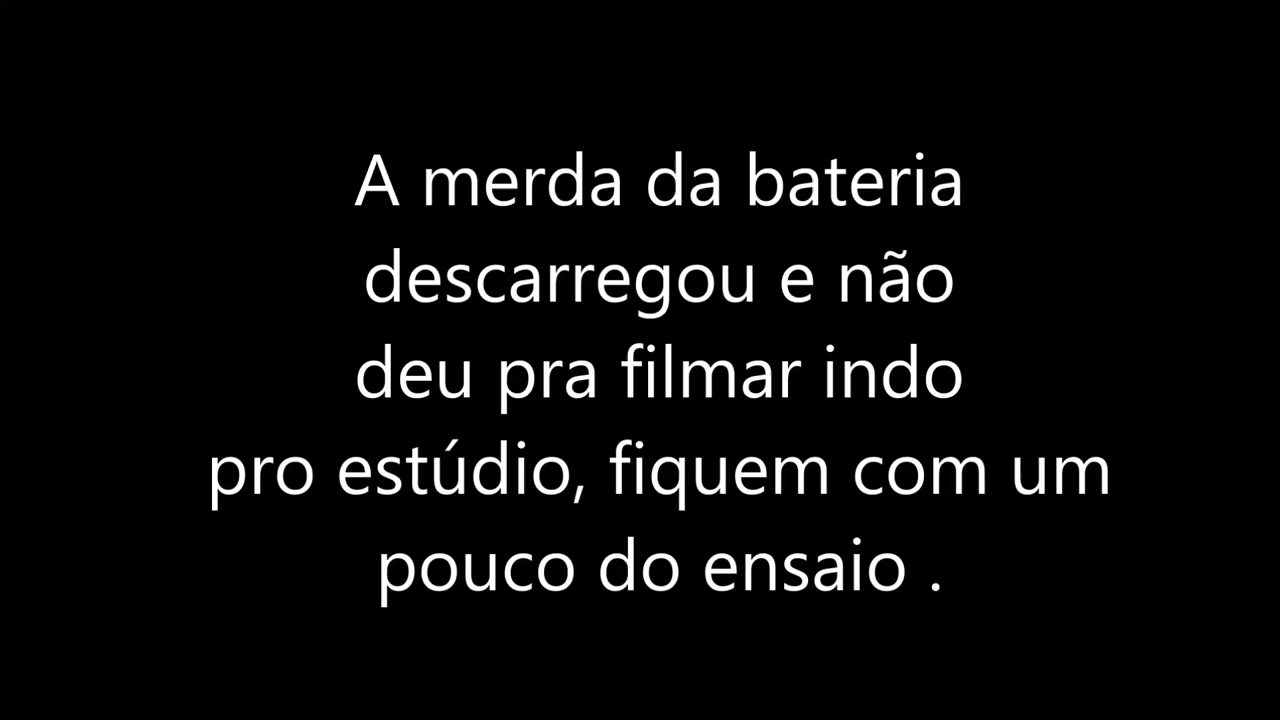 A merda da bateria
descarregou e não
deu pra filmar indo
pro estúdio, fiquem com um
pouco do ensaio .